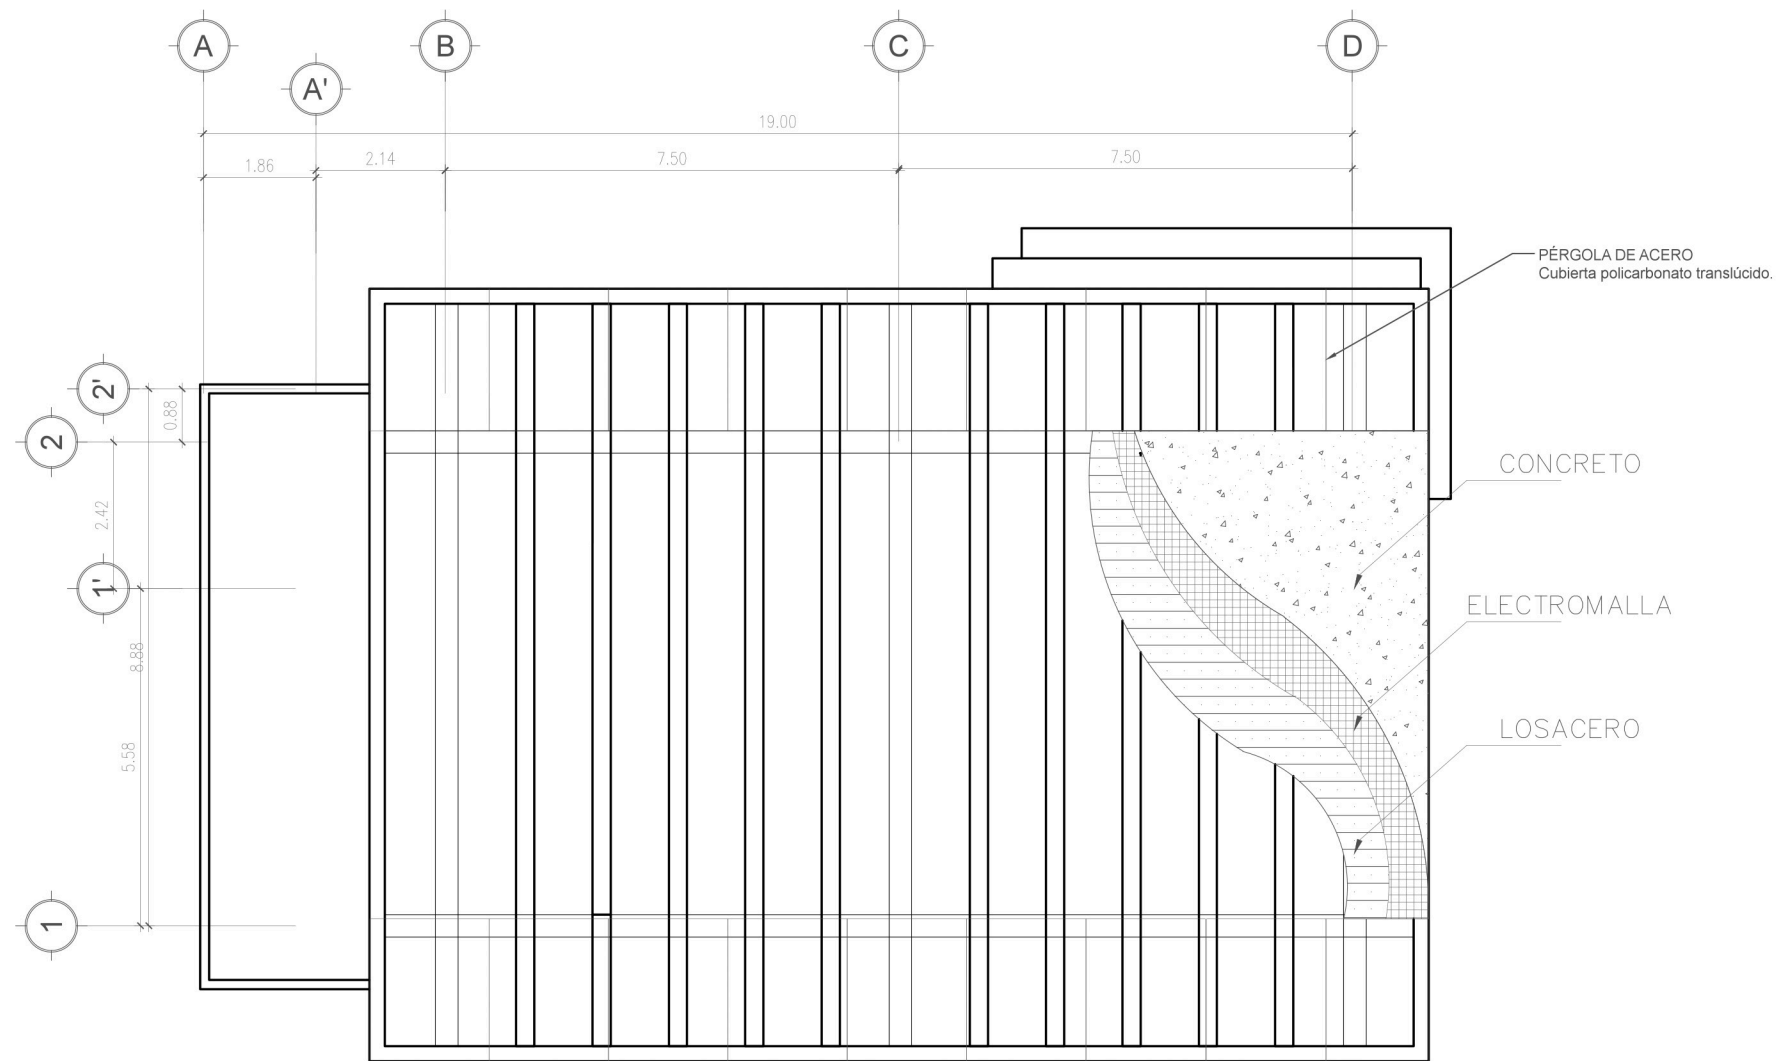 A
B
C
D
A'
19.00
1.86
2.14
7.50
7.50
PÉRGOLA DE ACERO
Cubierta policarbonato translúcido.
2'
0.88
2
CONCRETO
2.42
1'
ELECTROMALLA
8.88
LOSACERO
5.58
1